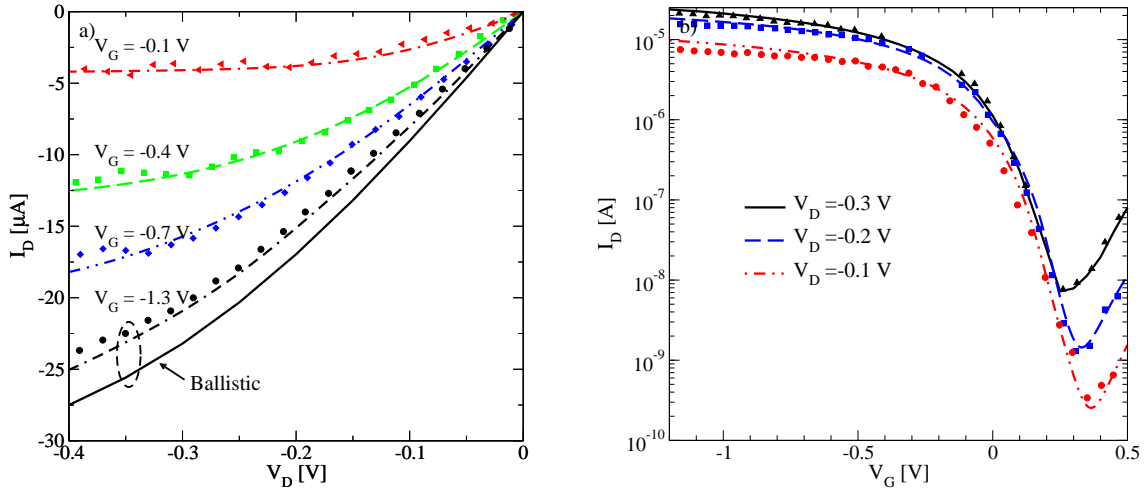 a)
V_G = -0.1 V
V_G = -0.4 V
V_G = -0.7 V
V_G = -1.3 V
Ballistic
0
-5
-10
-15
-20
-25
-30
I_D [μA]
-0.4
-0.3
-0.2
-0.1
0
V_D [V]
b)
V_D = -0.3 V
V_D = -0.2 V
V_D = -0.1 V
10^-5
10^-6
10^-7
10^-8
10^-9
10^-10
I_D [A]
-1
-0.5
0
0.5
V_G [V]